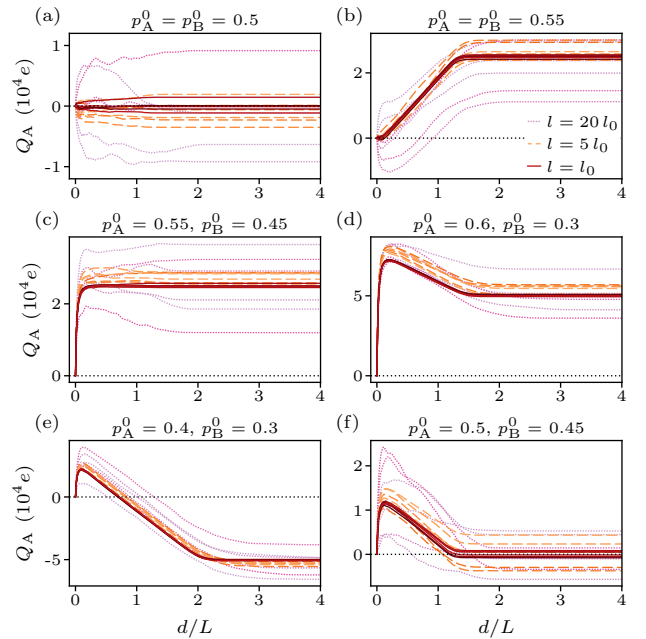 (a) p_A^0 = p_B^0 = 0.5
(b) p_A^0 = p_B^0 = 0.55
Q_A (10^4 e)
1
0
-1
0 1 2 3 4
2
0
0 1 2 3 4
l = 20 l_0
l = 5 l_0
l = l_0
(c) p_A^0 = 0.55, p_B^0 = 0.45
(d) p_A^0 = 0.6, p_B^0 = 0.3
Q_A (10^4 e)
2
0
0 1 2 3 4
5
0
0 1 2 3 4
(e) p_A^0 = 0.4, p_B^0 = 0.3
(f) p_A^0 = 0.5, p_B^0 = 0.45
Q_A (10^4 e)
0
-5
0 1 2 3 4
d/L
2
1
0
0 1 2 3 4
d/L